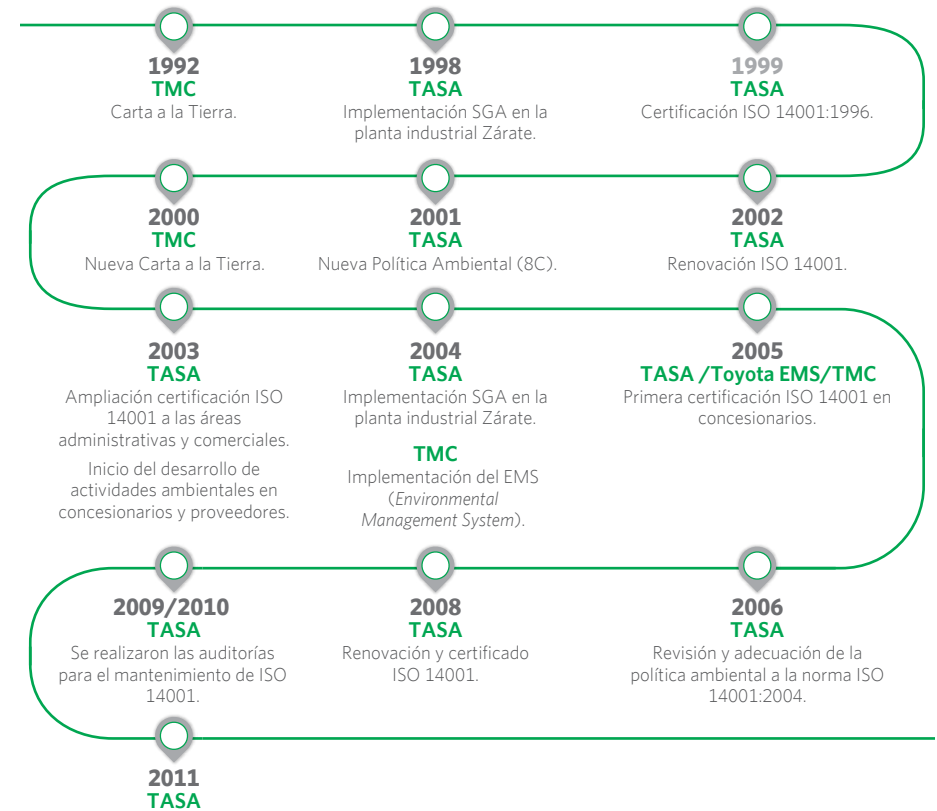 1992
TMC
Carta a la Tierra.
1998
TASA
Implementación SGA en la
planta industrial Zárate.
1999
TASA
Certificación ISO 14001:1996.
2000
TMC
Nueva Carta a la Tierra.
2001
TASA
Nueva Política Ambiental (8C).
2002
TASA
Renovación ISO 14001.
2003
TASA
Ampliación certificación ISO
14001 a las áreas
administrativas y comerciales.
Inicio del desarrollo de
actividades ambientales en
concesionarios y proveedores.
2004
TASA
Implementación SGA en la
planta industrial Zárate.
TMC
Implementación del EMS
(Environmental
Management System).
2005
TASA /Toyota EMS/TMC
Primera certificación ISO 14001 en
concesionarios.
2009/2010
TASA
Se realizaron las auditorías
para el mantenimiento de ISO
14001.
2008
TASA
Renovación y certificado
ISO 14001.
2006
TASA
Revisión y adecuación de la
política ambiental a la norma ISO
14001:2004.
2011
TASA